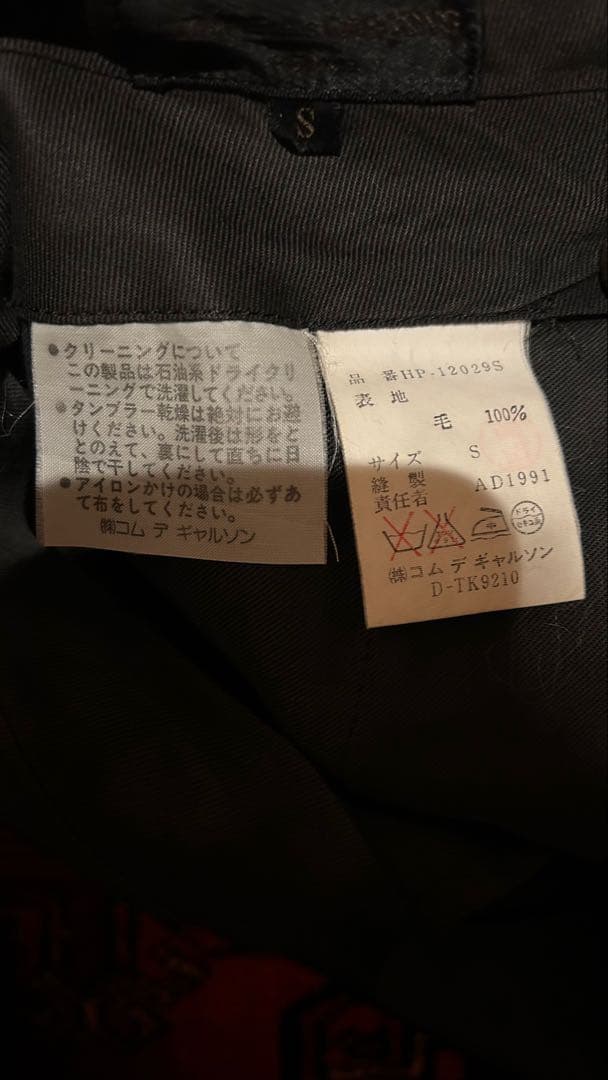 S
●クリーニングについて
この製品は石油系ドライクリ
ーニングで洗濯してください。
●タンブラー乾燥は絶対にお避
けください。洗濯後は形をと
とのえて、裏にして直ちに日
陰で干してください。
●アイロンかけの場合は必ずあ
て布をしてください。
㈱コム デ ギャルソン
品 番HP-12029S
表 地
毛 100%
サイズ S
縫 製 AD1991
責任者
中
ドライ
セキユ系
㈱コム デ ギャルソン
D-TK9210